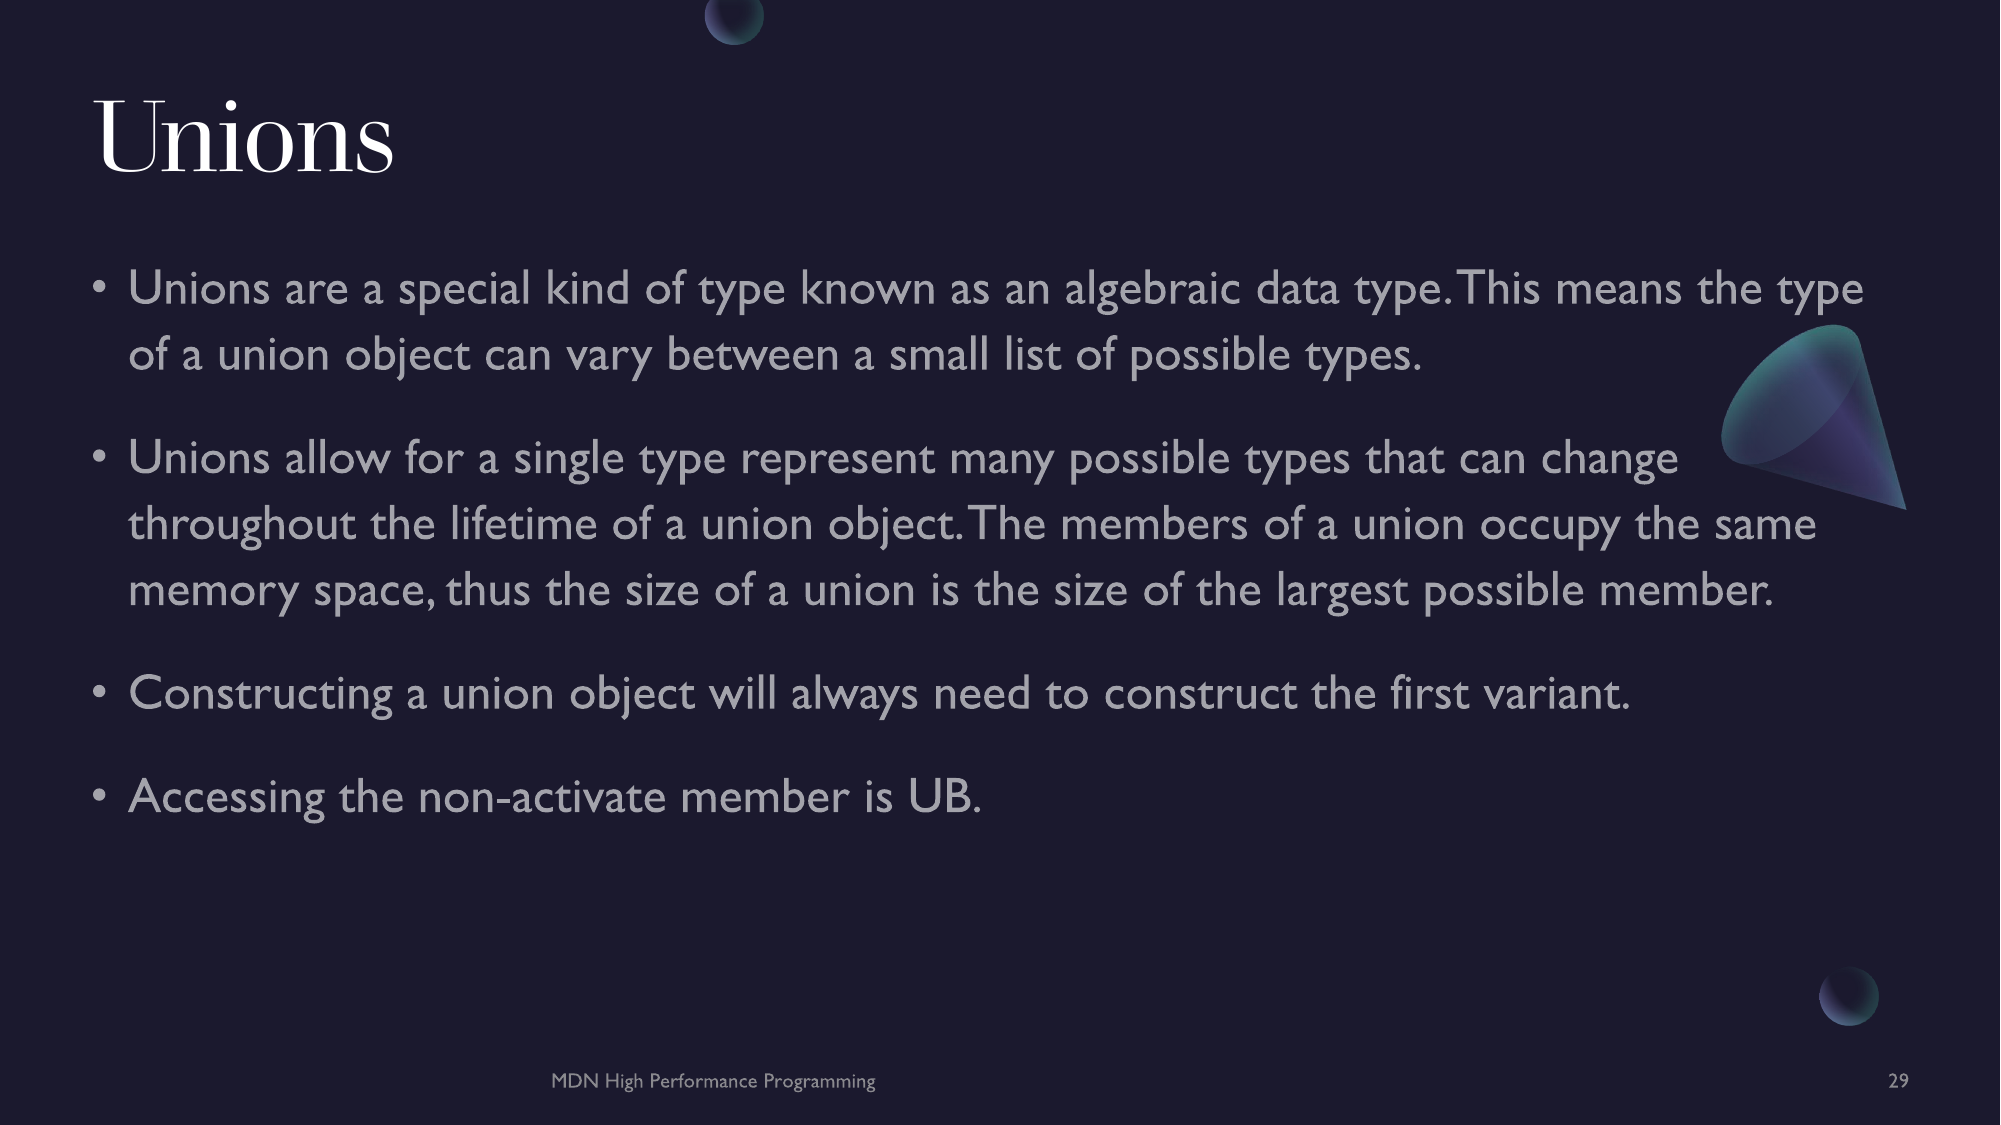 Unions
• Unions are a special kind of type known as an algebraic data type. This means the type
of a union object can vary between a small list of possible types.
• Unions allow for a single type represent many possible types that can change
throughout the lifetime of a union object. The members of a union occupy the same
memory space, thus the size of a union is the size of the largest possible member.
• Constructing a union object will always need to construct the first variant.
• Accessing the non-activate member is UB.
MDN High Performance Programming
29